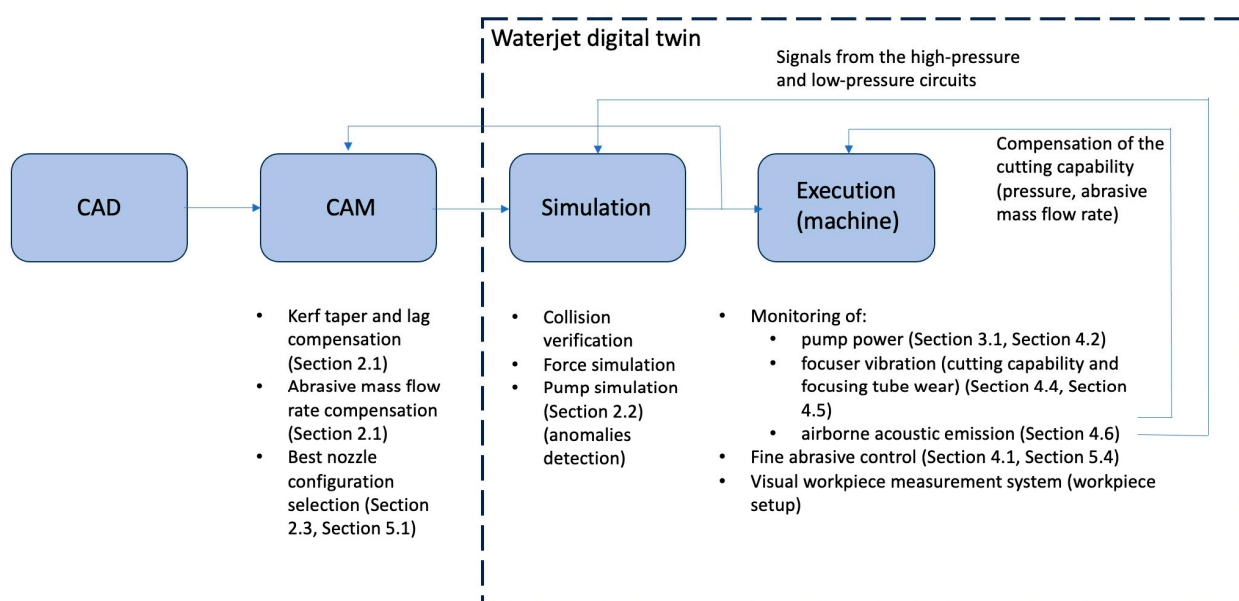 Waterjet digital twin
Signals from the high-pressure
and low-pressure circuits
Compensation of the
cutting capability
(pressure, abrasive
mass flow rate)
CAD
CAM
Simulation
Execution
(machine)
• Kerf taper and lag
compensation
(Section 2.1)
• Abrasive mass flow
rate compensation
(Section 2.1)
• Best nozzle
configuration
selection (Section
2.3, Section 5.1)
• Collision
verification
• Force simulation
• Pump simulation
(Section 2.2)
(anomalies
detection)
• Monitoring of:
• pump power (Section 3.1, Section 4.2)
• focuser vibration (cutting capability and
focusing tube wear) (Section 4.4, Section
4.5)
• airborne acoustic emission (Section 4.6)
• Fine abrasive control (Section 4.1, Section 5.4)
• Visual workpiece measurement system (workpiece
setup)